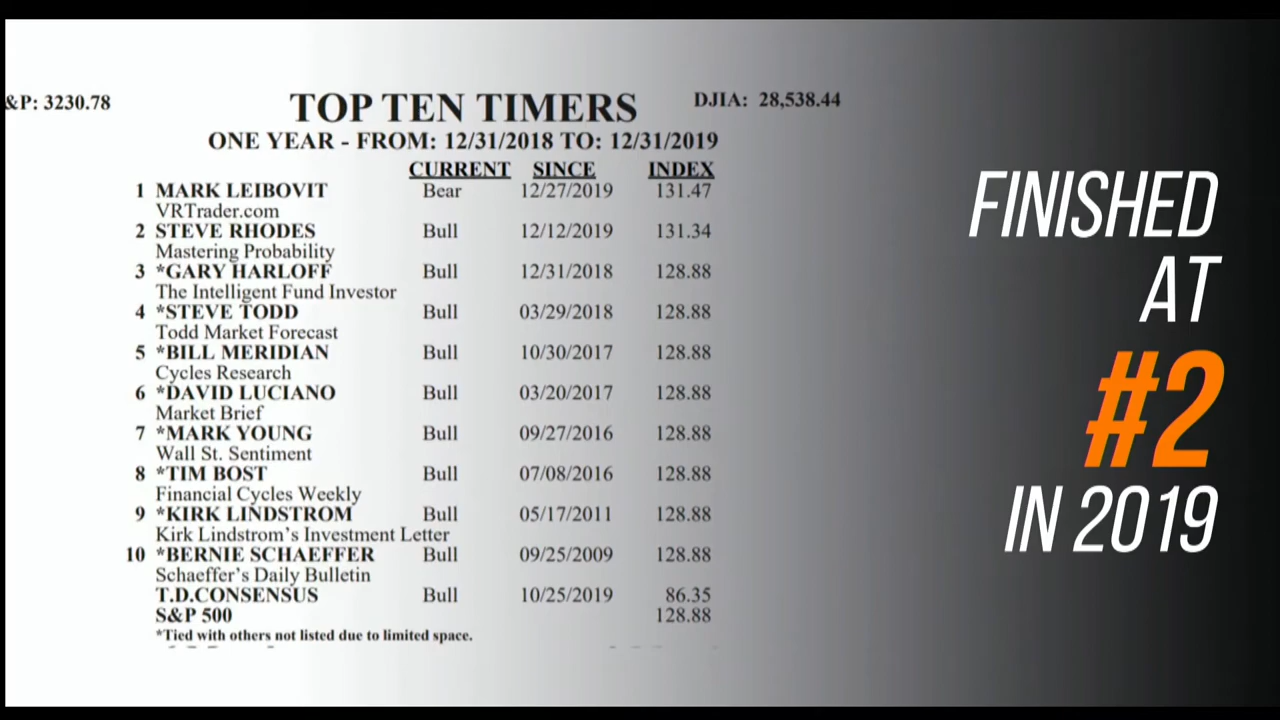 &P: 3230.78
TOP TEN TIMERS
DJIA: 28,538.44
ONE YEAR - FROM: 12/31/2018 TO: 12/31/2019
CURRENT SINCE INDEX
1 MARK LEIBOVIT Bear 12/27/2019 131.47
VRTrader.com
2 STEVE RHODES Bull 12/12/2019 131.34
Mastering Probability
3 *GARY HARLOFF Bull 12/31/2018 128.88
The Intelligent Fund Investor
4 *STEVE TODD Bull 03/29/2018 128.88
Todd Market Forecast
5 *BILL MERIDIAN Bull 10/30/2017 128.88
Cycles Research
6 *DAVID LUCIANO Bull 03/20/2017 128.88
Market Brief
7 *MARK YOUNG Bull 09/27/2016 128.88
Wall St. Sentiment
8 *TIM BOST Bull 07/08/2016 128.88
Financial Cycles Weekly
9 *KIRK LINDSTROM Bull 05/17/2011 128.88
Kirk Lindstrom's Investment Letter
10 *BERNIE SCHAEFFER Bull 09/25/2009 128.88
Schaeffer's Daily Bulletin
T.D.CONSENSUS Bull 10/25/2019 86.35
S&P 500 128.88
*Tied with others not listed due to limited space.
FINISHED
AT
#2
IN 2019